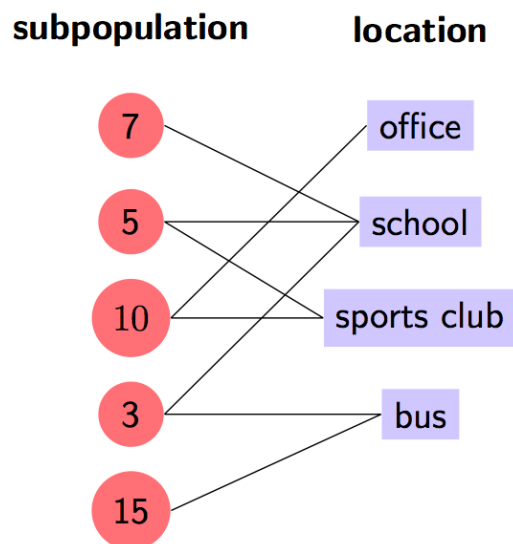 subpopulation location
7 office
5 school
10 sports club
3 bus
15